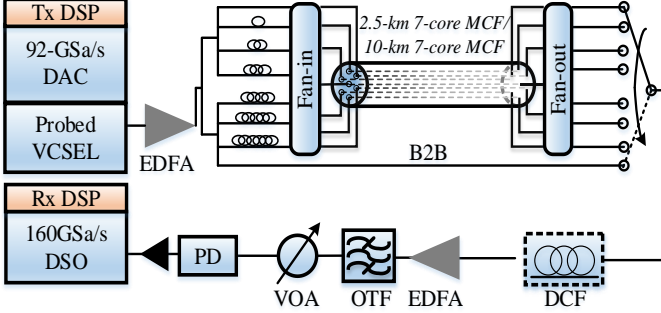 Tx DSP
92-GSa/s
DAC
Probed
VCSEL
EDFA
Fan-in
2.5-km 7-core MCF/
10-km 7-core MCF
Fan-out
B2B
Rx DSP
160GSa/s
DSO
PD
VOA
OTF
EDFA
DCF